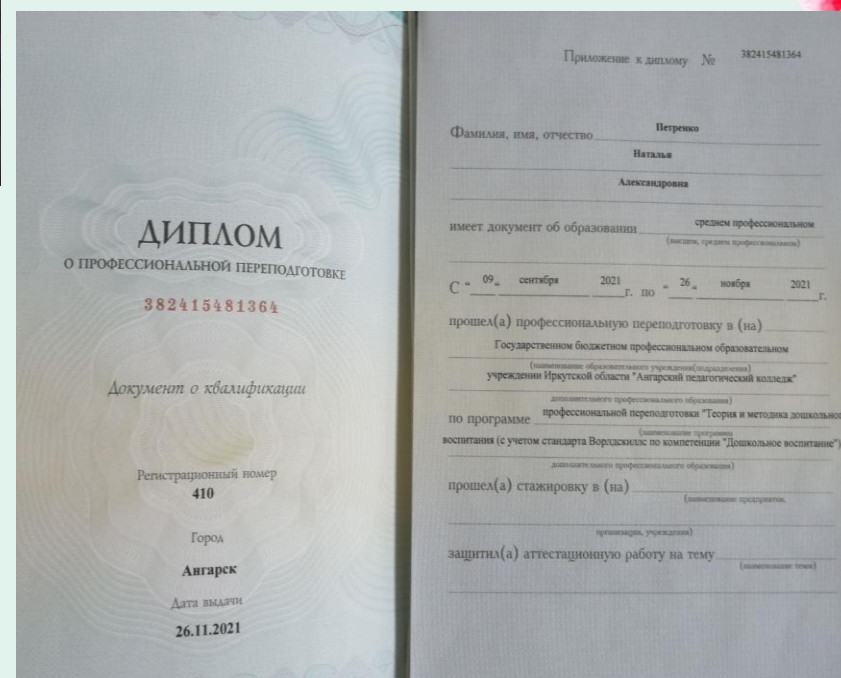 ДИПЛОМ
О ПРОФЕССИОНАЛЬНОЙ ПЕРЕПОДГОТОВКЕ
382415481364
Документ о квалификации
Регистрационный номер
410
Город
Ангарск
Дата выдачи
26.11.2021
Приложение к диплому № 382415481364
Фамилия, имя, отчество Петренко
Наталья
Александровна
имеет документ об образовании среднем профессиональном
(высшем, среднем профессиональном)
С " 09 " сентября 2021 г. по " 26 " ноября 2021 г.
прошел(а) профессиональную переподготовку в (на)
Государственном бюджетном профессиональном образовательном
(наименование образовательного учреждения(подразделения)
учреждении Иркутской области "Ангарский педагогический колледж"
дополнительного профессионального образования)
по программе профессиональной переподготовки "Теория и методика дошкольного
(наименование программы
воспитания (с учетом стандарта Ворлдскиллс по компетенции "Дошкольное воспитание")
дополнительного профессионального образования)
прошел(а) стажировку в (на)
(наименование предприятия,
организации, учреждения)
защитил(а) аттестационную работу на тему
(наименование темы)